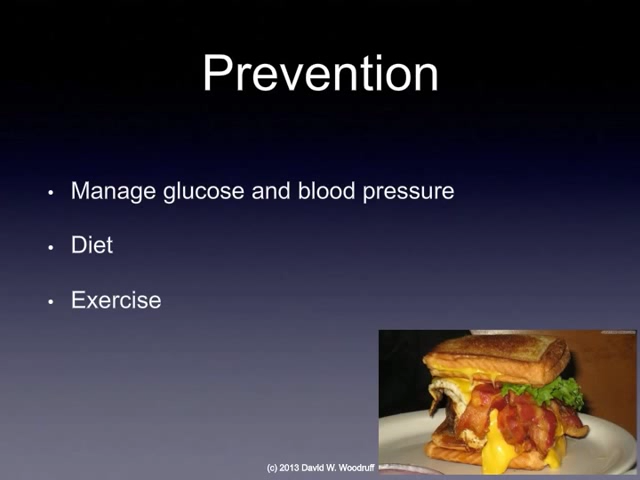 Prevention
• Manage glucose and blood pressure
• Diet
• Exercise
(c) 2013 David W. Woodruff